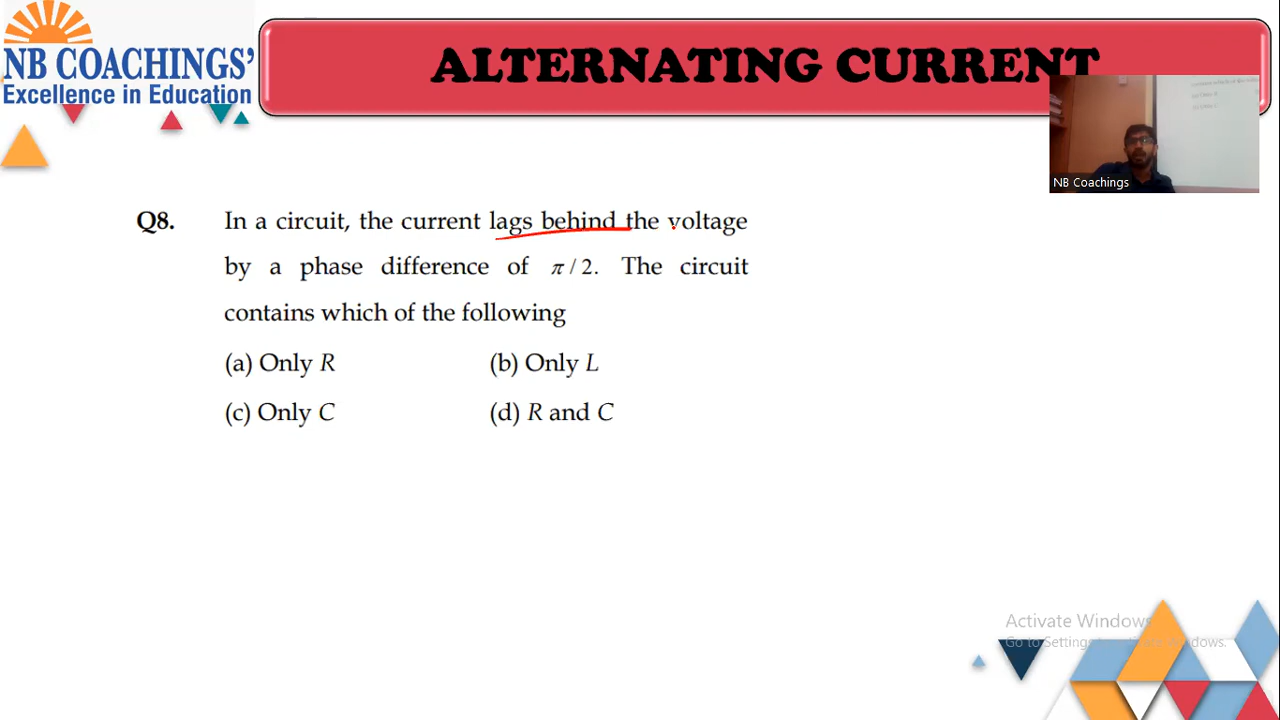 NB COACHINGS'
Excellence in Education
ALTERNATING CURRENT
NB Coachings
Q8. In a circuit, the current lags behind the voltage
by a phase difference of π / 2. The circuit
contains which of the following
(a) Only R (b) Only L
(c) Only C (d) R and C
Activate Windows